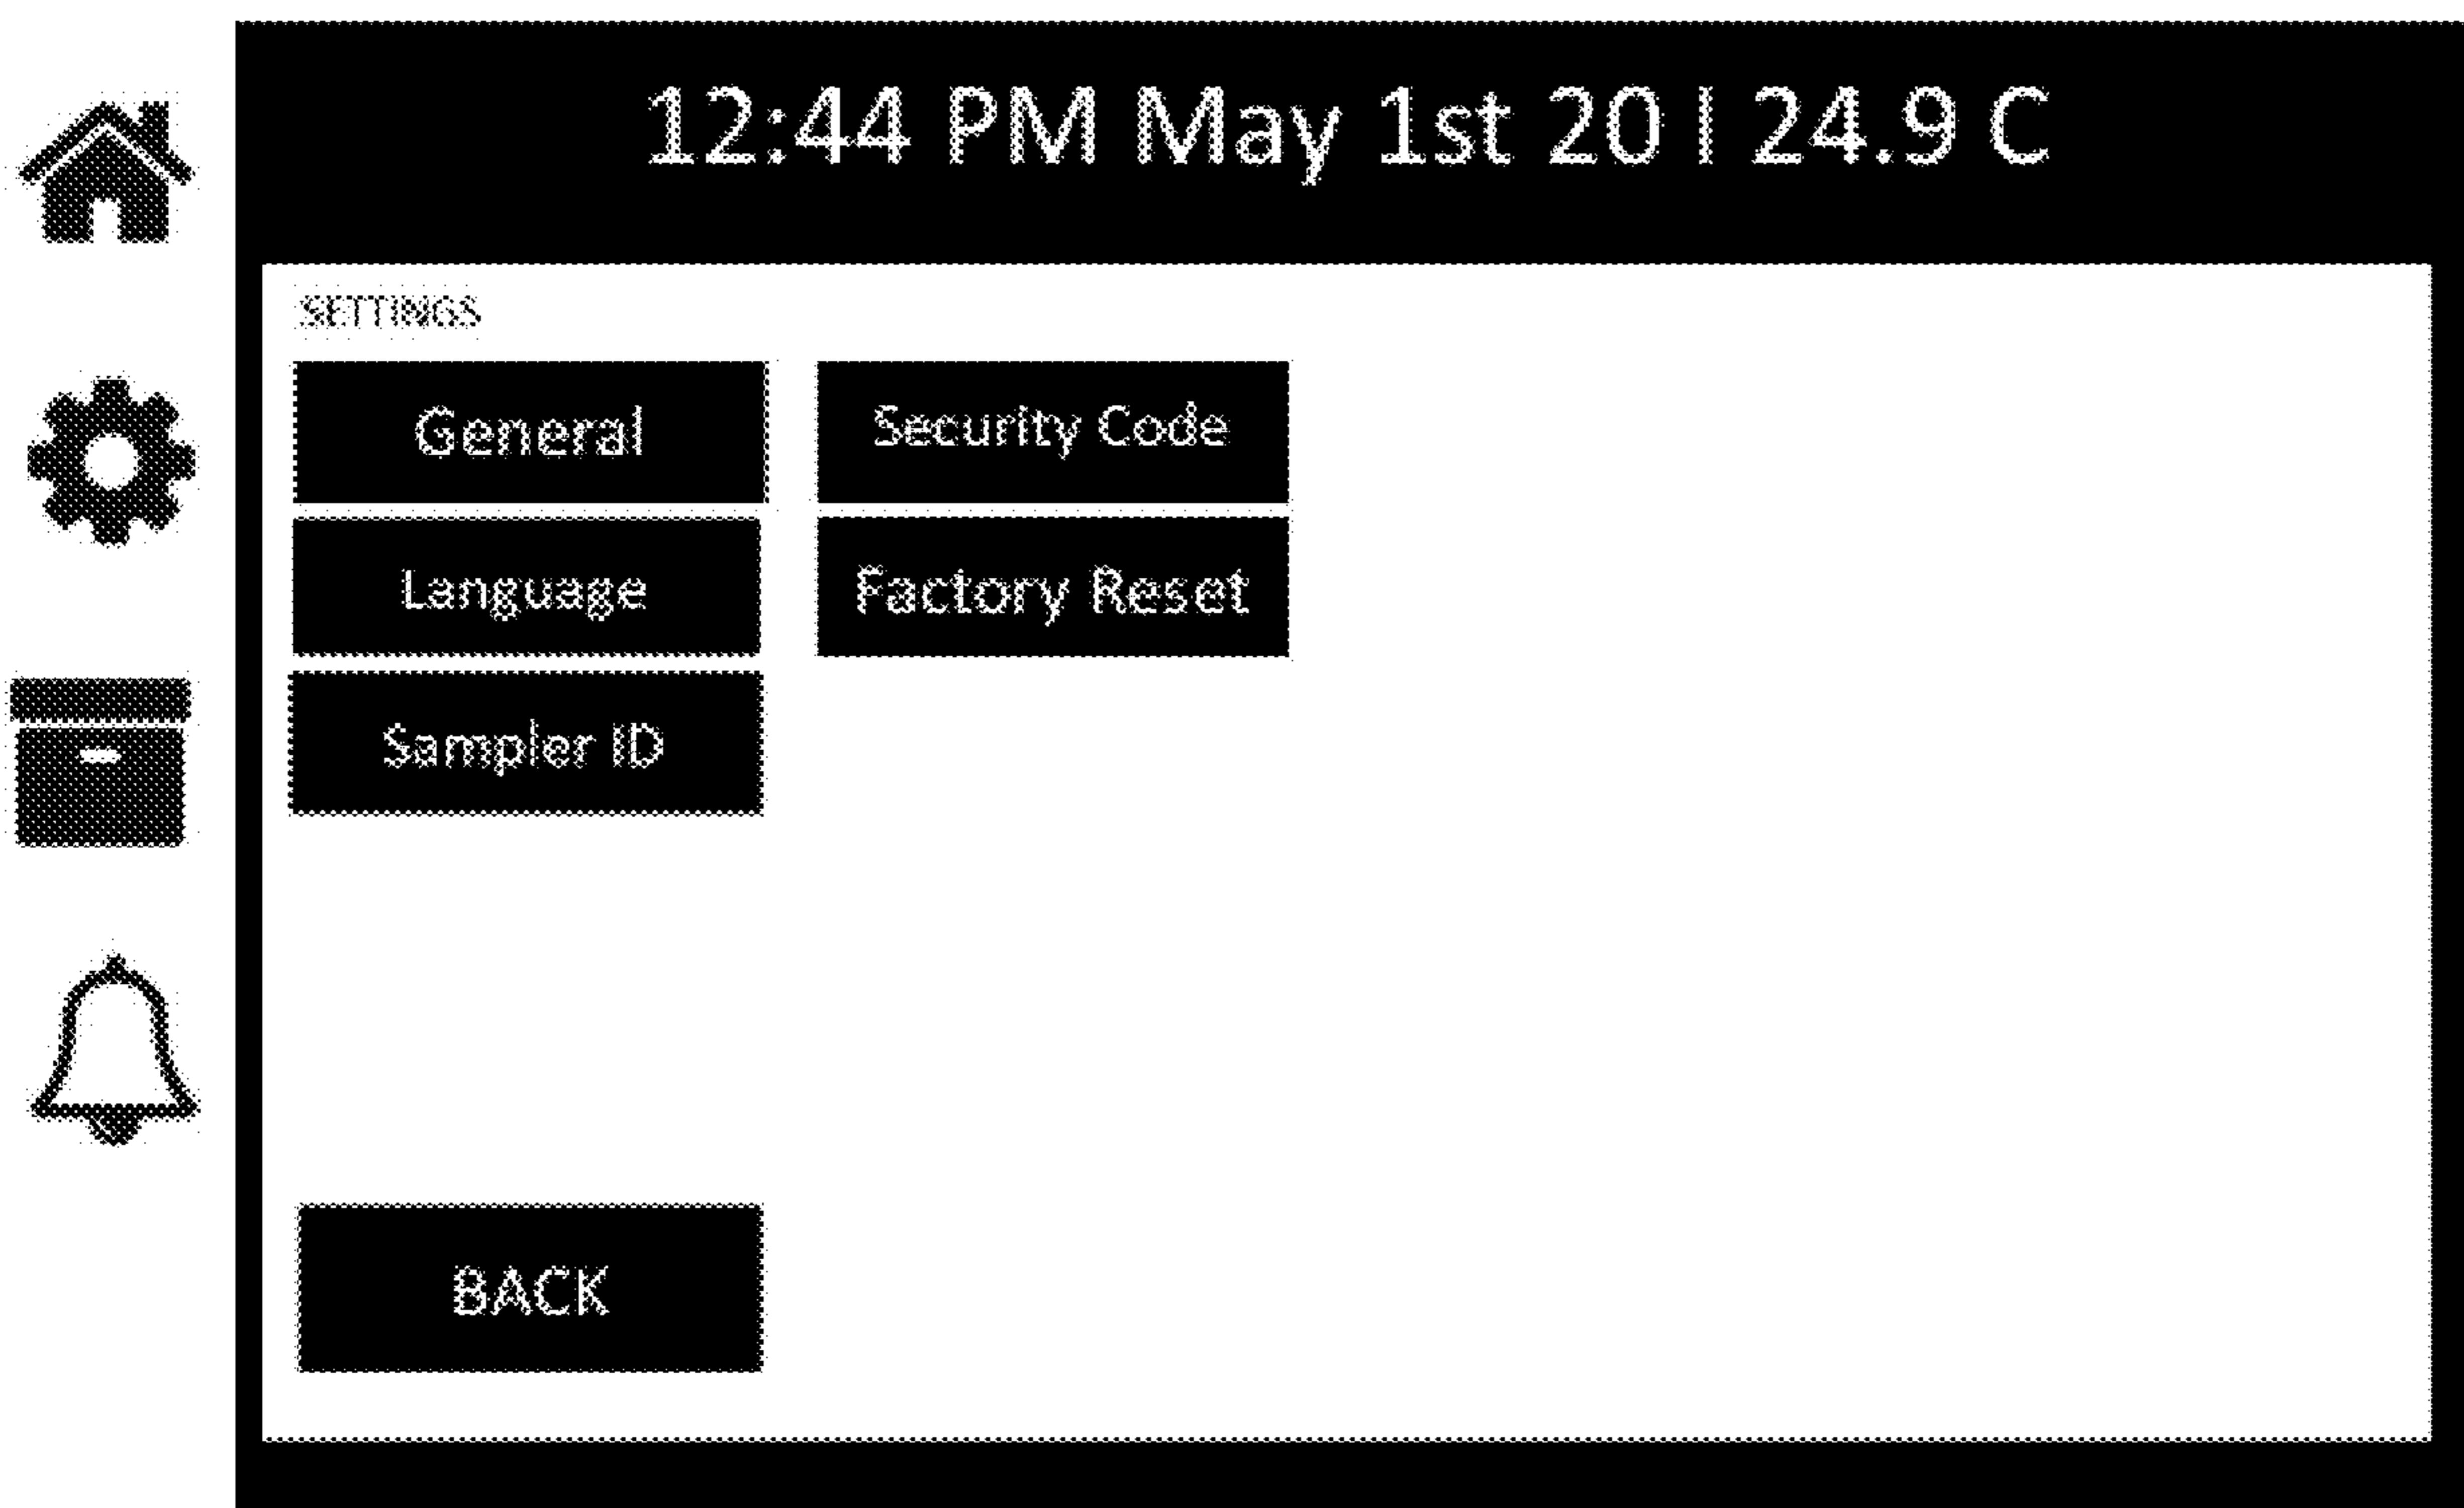 12:44 PM May 1st 20 | 24.9 C
SETTINGS
General
Security Code
Language
Factory Reset
Sampler ID
BACK